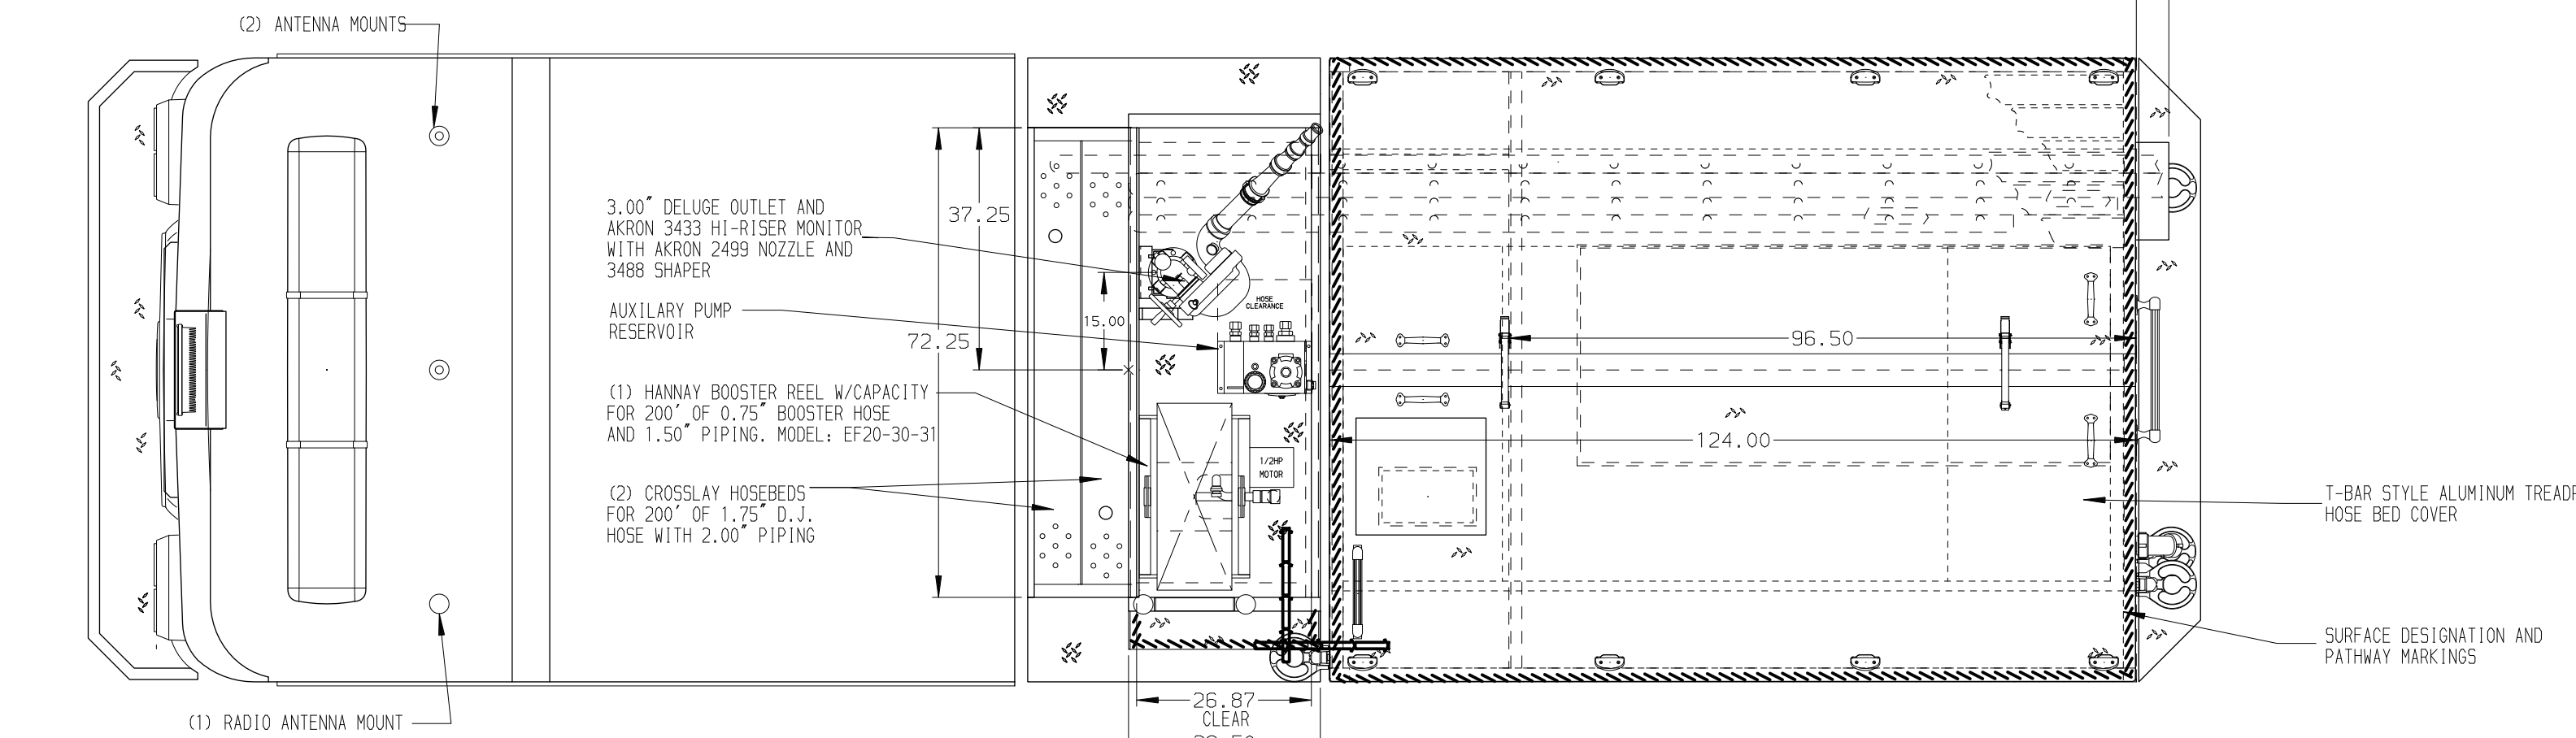 (2) ANTENNA MOUNTS
3.00" DELUGE OUTLET AND
AKRON 3433 HI-RISER MONITOR
WITH AKRON 2499 NOZZLE AND
3488 SHAPER
AUXILARY PUMP
RESERVOIR
(1) HANNAY BOOSTER REEL W/CAPACITY
FOR 200' OF 0.75" BOOSTER HOSE
AND 1.50" PIPING. MODEL: EF20-30-31
(2) CROSSLAY HOSEBEDS
FOR 200' OF 1.75" D.J.
HOSE WITH 2.00" PIPING
(1) RADIO ANTENNA MOUNT
37.25
72.25
15.00
HOSE
CLEARANCE
1/2HP
MOTOR
26.87
CLEAR
96.50
124.00
T-BAR STYLE ALUMINUM
HOSE BED COVER
SURFACE DESIGNATION AND
PATHWAY MARKINGS